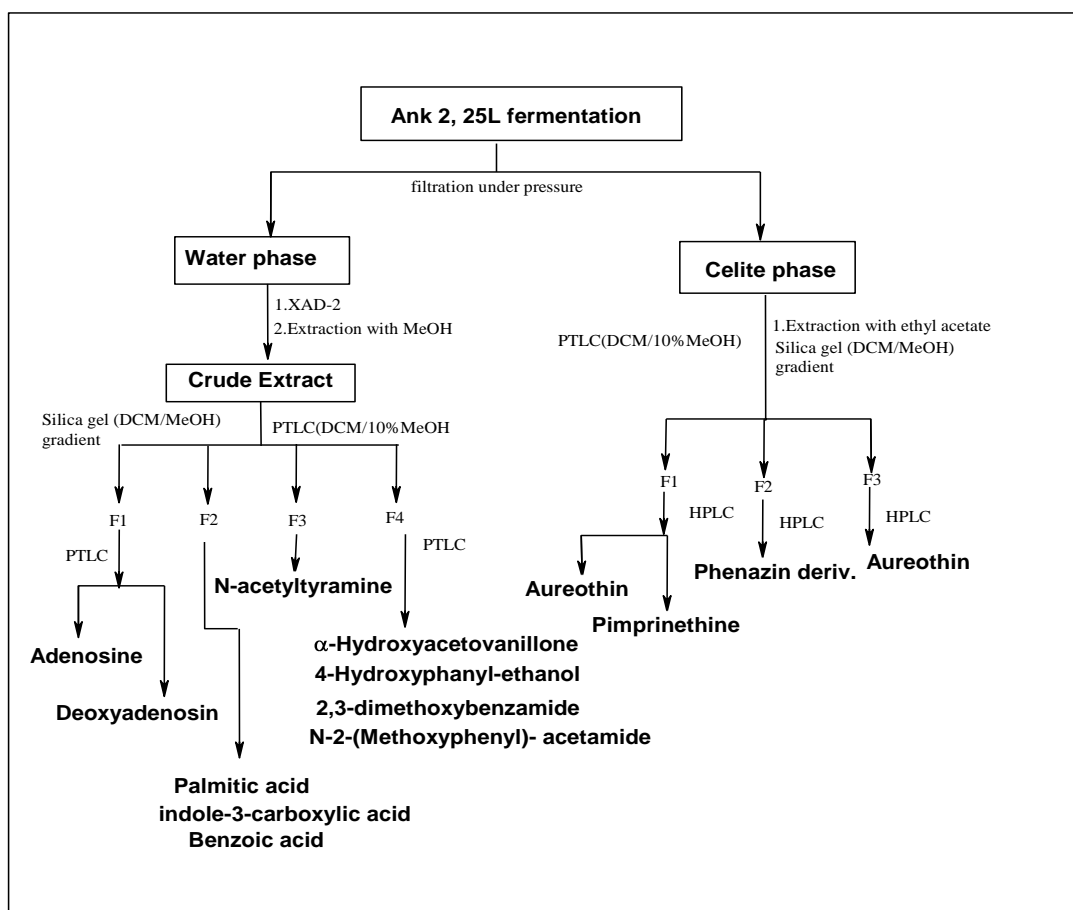 Ank 2, 25L fermentation
filtration under pressure
Water phase
Celite phase
1.XAD-2
2.Extraction with MeOH
PTLC(DCM/10%MeOH)
1.Extraction with ethyl acetate
Silica gel (DCM/MeOH)
gradient
Crude Extract
Silica gel (DCM/MeOH)
gradient
PTLC(DCM/10%MeOH
F1
F2
F3
F4
F1
F2
F3
PTLC
PTLC
HPLC
HPLC
HPLC
N-acetyltyramine
Aureothin
Phenazin deriv.
Aureothin
Pimprinethine
Adenosine
Deoxyadenosin
α-Hydroxyacetovanillone
4-Hydroxyphanyl-ethanol
2,3-dimethoxybenzamide
N-2-(Methoxyphenyl)- acetamide
Palmitic acid
indole-3-carboxylic acid
Benzoic acid